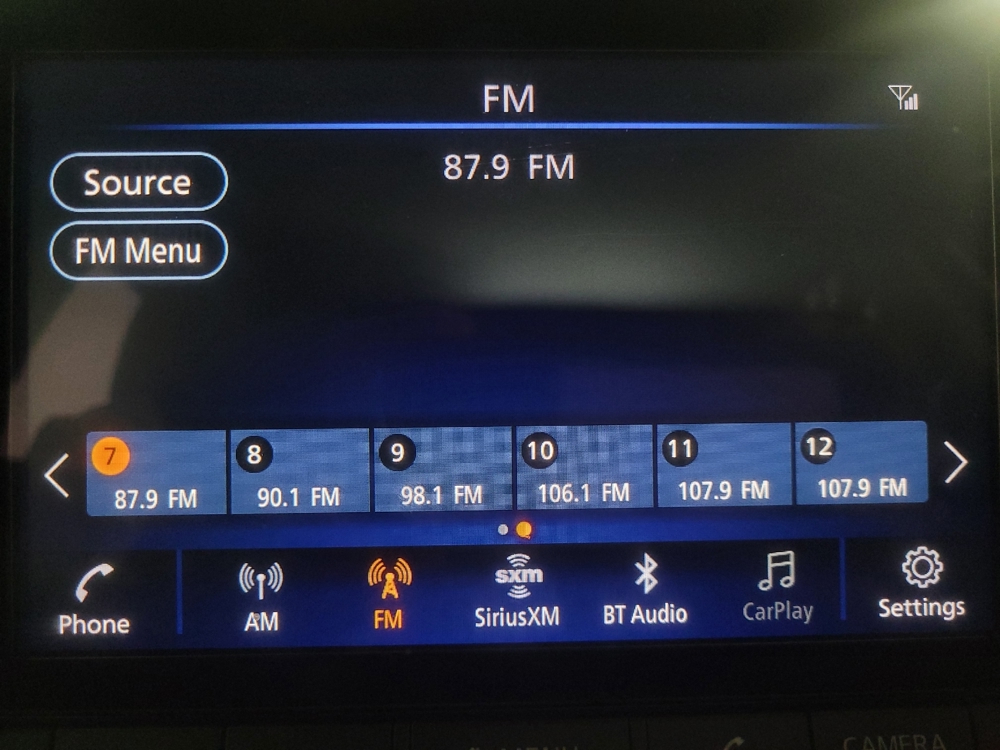 FM
87.9 FM
Source
FM Menu
7 8 9 10 11 12
87.9 FM 90.1 FM 98.1 FM 106.1 FM 107.9 FM 107.9 FM
sxm
Phone AM FM SiriusXM BT Audio CarPlay Settings
MENU CAMERA